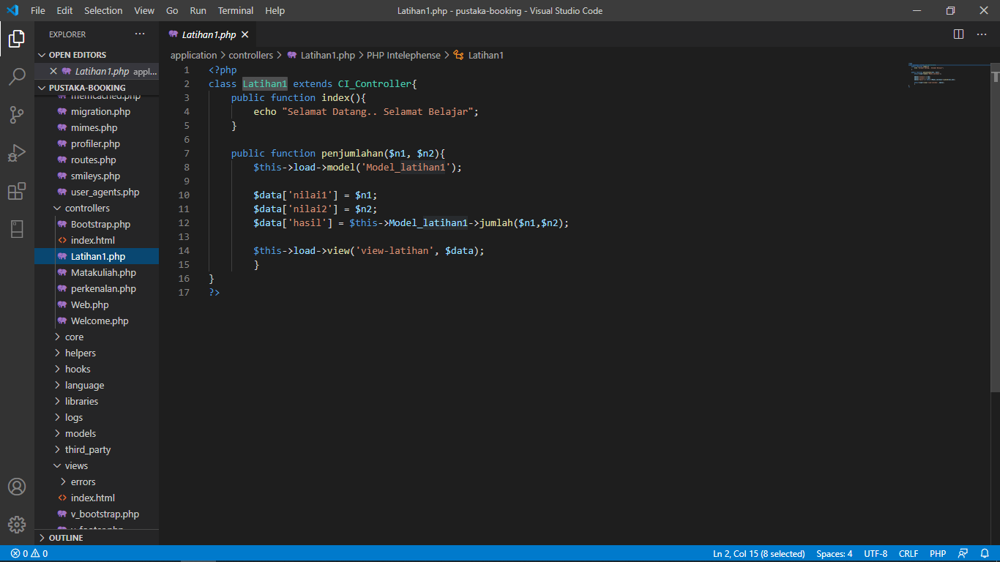 File Edit Selection View Go Run Terminal Help
Latihan1.php - pustaka-booking - Visual Studio Code
EXPLORER
OPEN EDITORS
Latihan1.php appl...
PUSTAKA-BOOKING
memcached.php
migration.php
mimes.php
profiler.php
routes.php
smileys.php
user_agents.php
controllers
Bootstrap.php
index.html
Latihan1.php
Matakuliah.php
perkenalan.php
Web.php
Welcome.php
core
helpers
hooks
language
libraries
logs
models
third_party
views
errors
index.html
v_bootstrap.php
OUTLINE
Latihan1.php
application > controllers > Latihan1.php > PHP Intelephense > Latihan1
1 <?php
2 class Latihan1 extends CI_Controller{
3 public function index(){
4 echo "Selamat Datang.. Selamat Belajar";
5 }
6
7 public function penjumlahan($n1, $n2){
8 $this->load->model('Model_latihan1');
9
10 $data['nilai1'] = $n1;
11 $data['nilai2'] = $n2;
12 $data['hasil'] = $this->Model_latihan1->jumlah($n1,$n2);
13
14 $this->load->view('view-latihan', $data);
15 }
16 }
17 ?>
0 0
Ln 2, Col 15 (8 selected) Spaces: 4 UTF-8 CRLF PHP